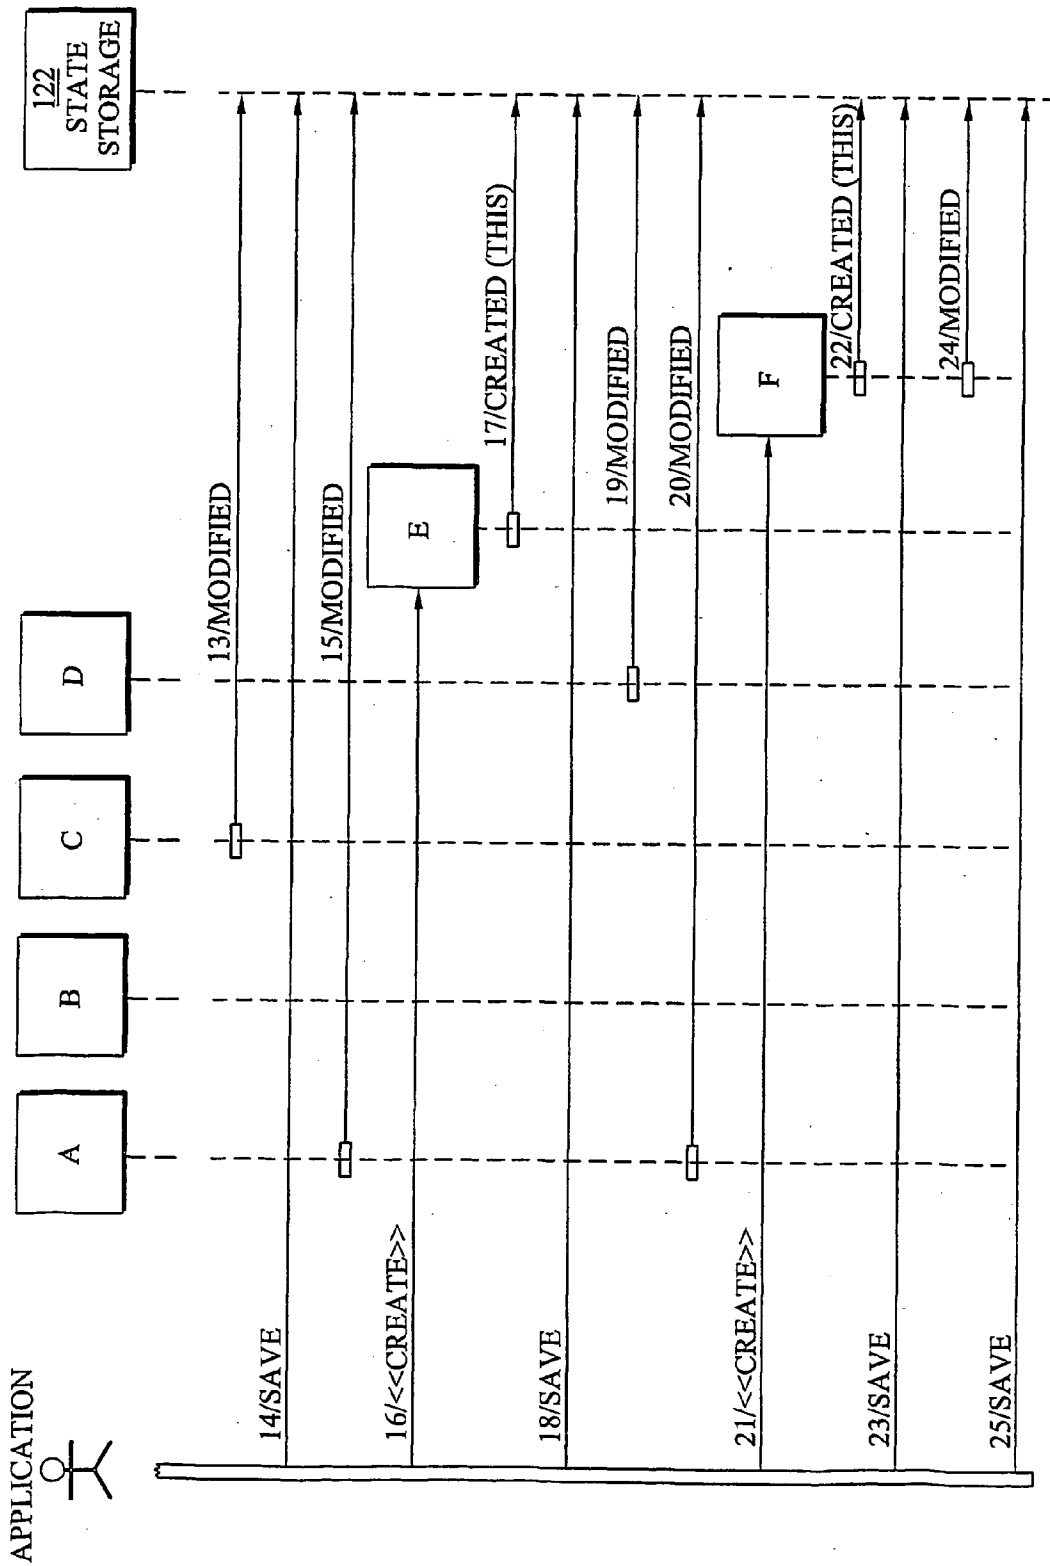 APPLICATION
A
B
C
D
122
STATE
STORAGE
13/MODIFIED
14/SAVE
15/MODIFIED
16/<<CREATE>>
E
17/CREATED (THIS)
18/SAVE
19/MODIFIED
20/MODIFIED
21/<<CREATE>>
F
22/CREATED (THIS)
23/SAVE
24/MODIFIED
25/SAVE